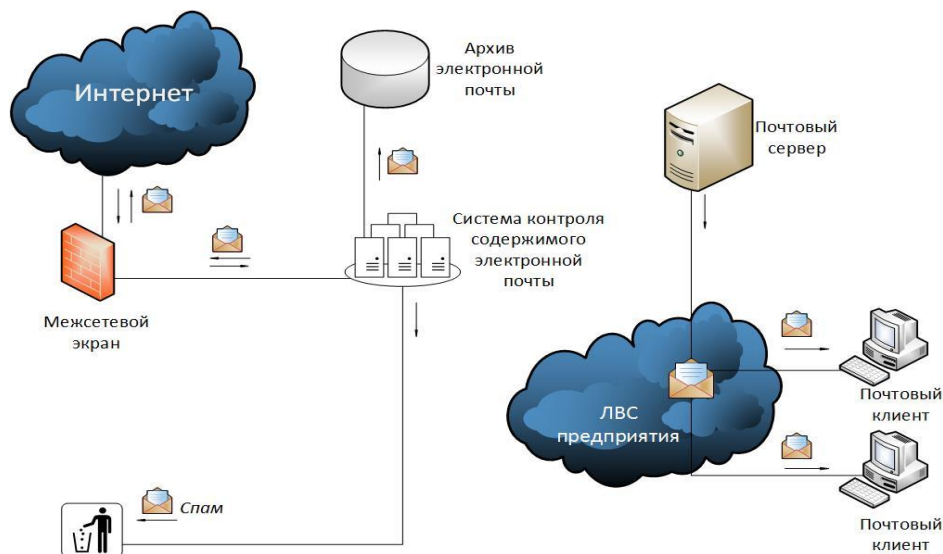 Интернет
Архив
электронной
почты
Почтовый
сервер
Система контроля
содержимого
электронной
почты
Межсетевой
экран
ЛВС
предприятия
Почтовый
клиент
Спам
Почтовый
клиент